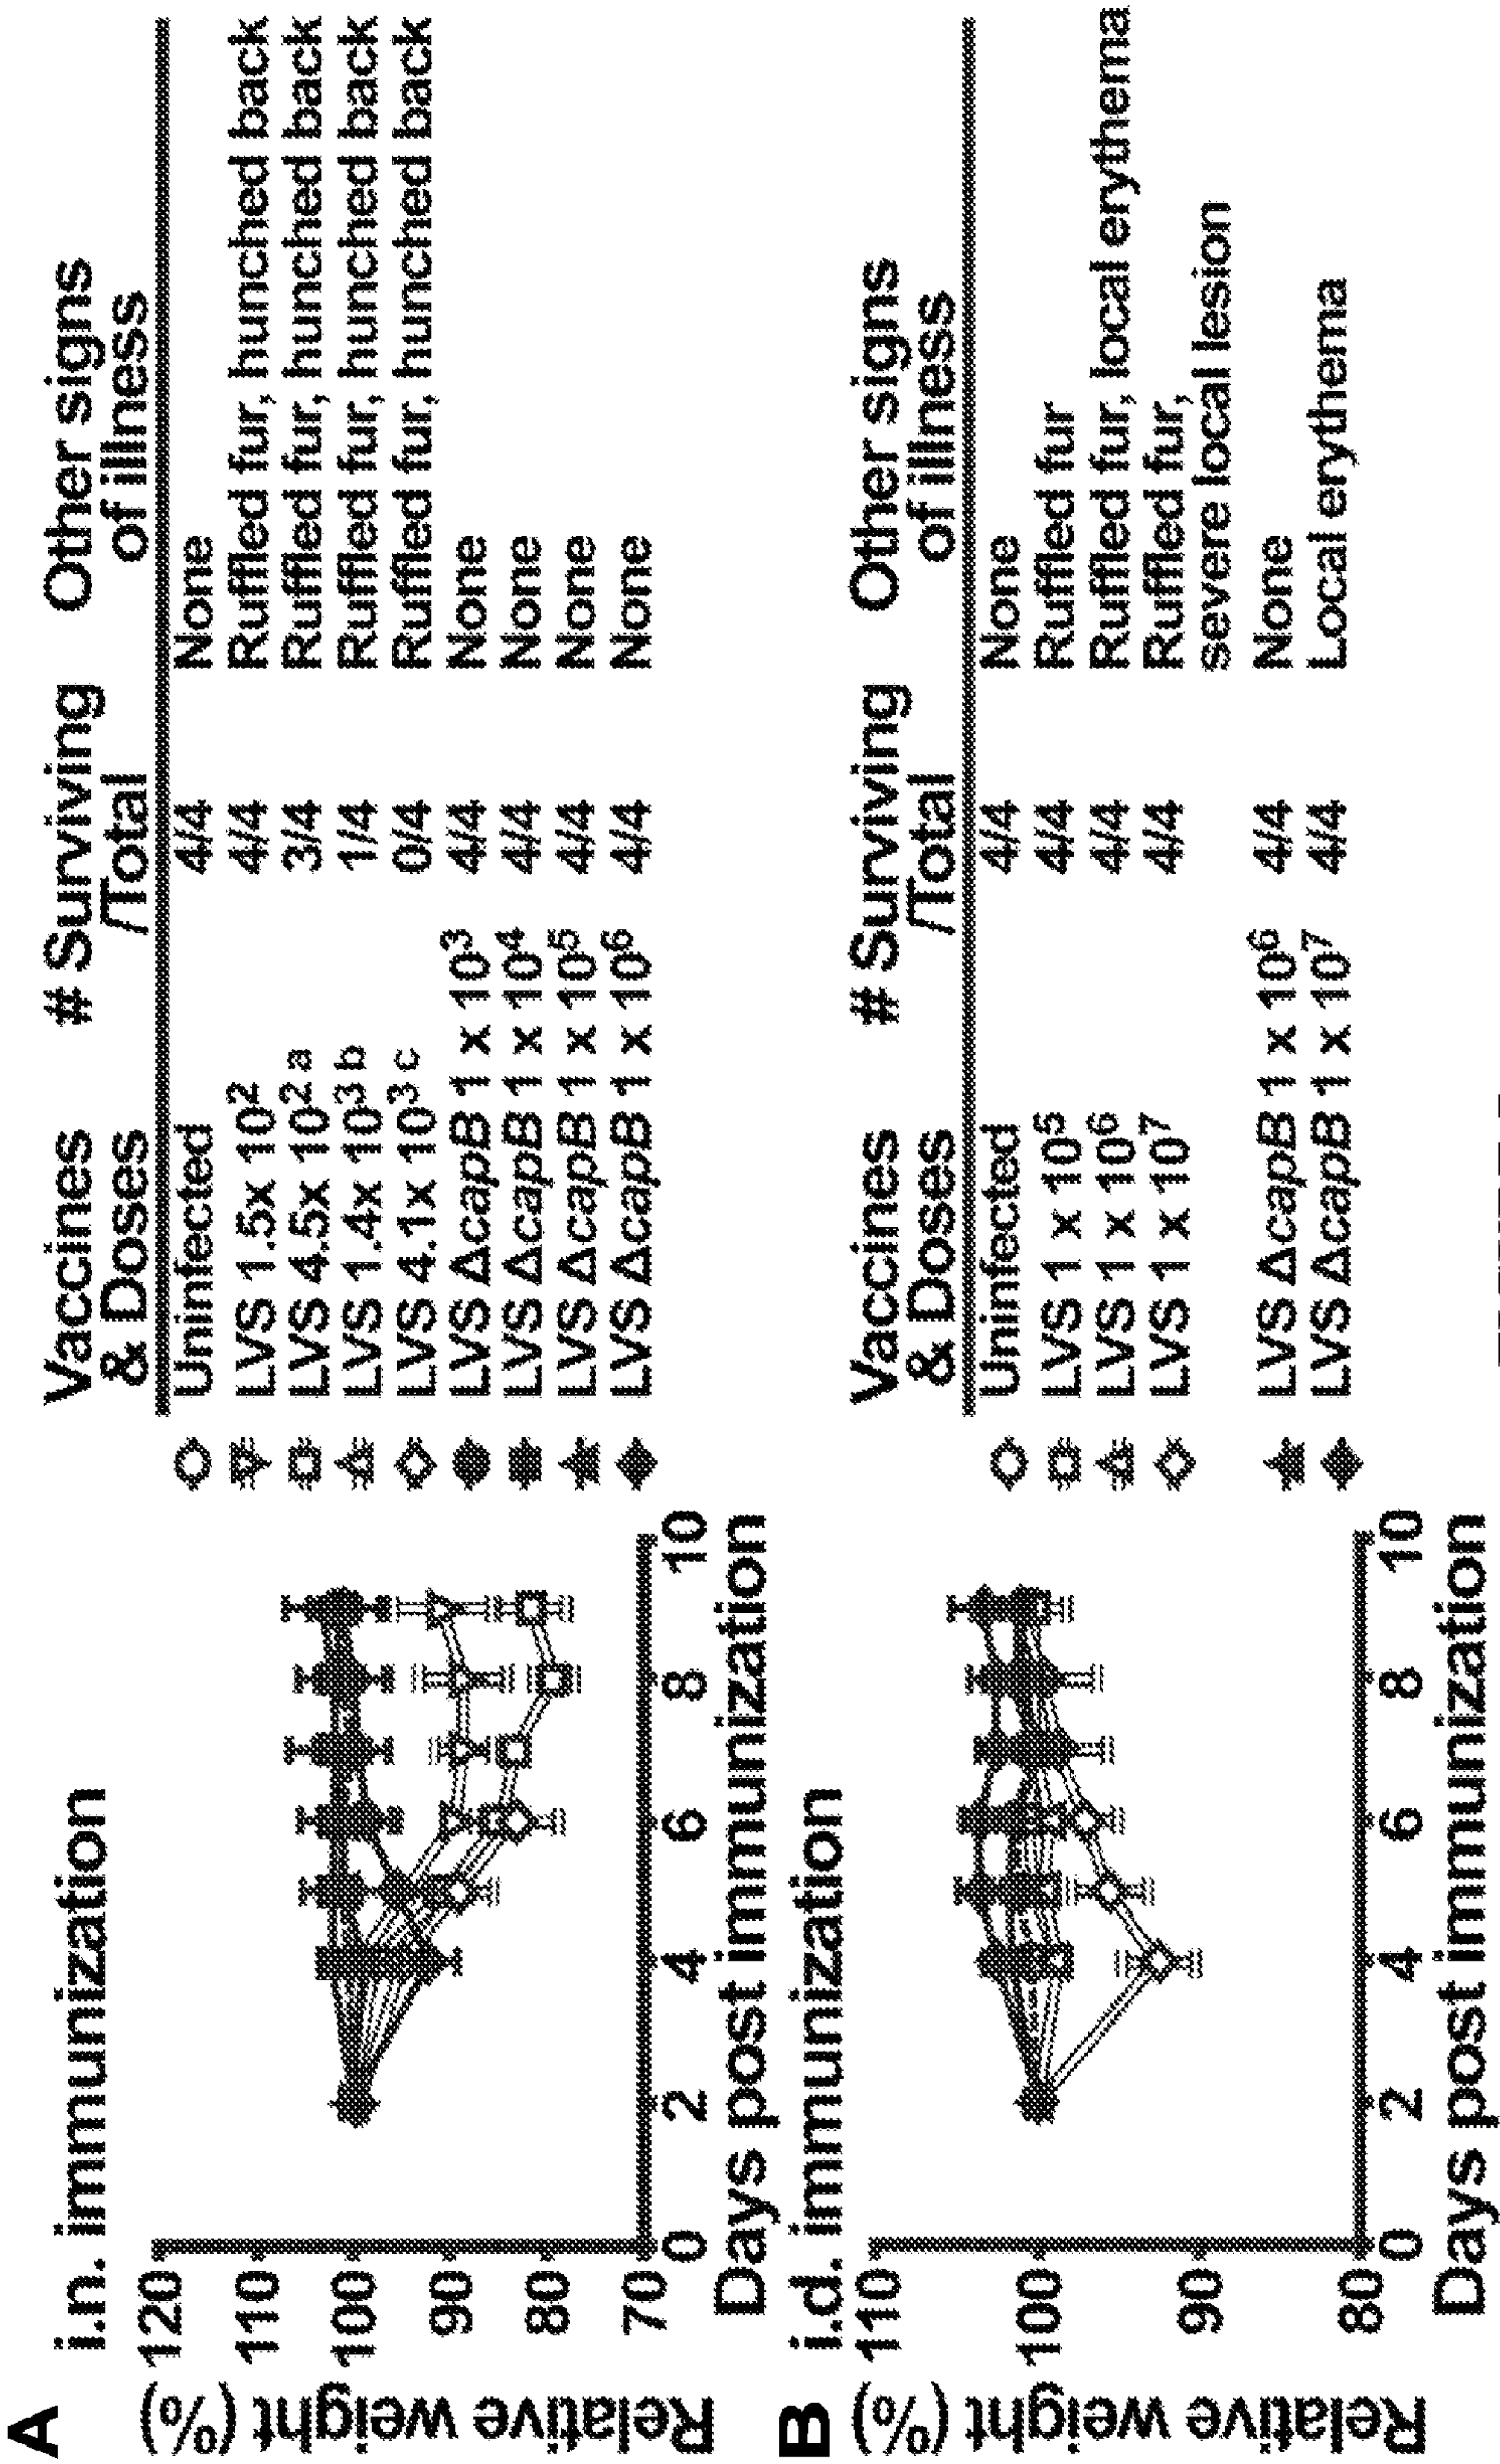 A
i.n. immunization
Relative weight (%)
120
110
100
90
80
70
0 2 4 6 8 10
Days post immunization
Vaccines & Doses # Surviving /Total Other signs of illness
Uninfected 4/4 None
LVS 1.5x 10² 4/4 Ruffled fur, hunched back
LVS 4.5x 10² ᵃ 3/4 Ruffled fur, hunched back
LVS 1.4x 10³ ᵇ 1/4 Ruffled fur, hunched back
LVS 4.1x 10³ ᶜ 0/4 Ruffled fur, hunched back
LVS ΔcapB 1 x 10³ 4/4 None
LVS ΔcapB 1 x 10⁴ 4/4 None
LVS ΔcapB 1 x 10⁵ 4/4 None
LVS ΔcapB 1 x 10⁶ 4/4 None
B
i.d. immunization
Relative weight (%)
110
100
90
80
0 2 4 6 8 10
Days post immunization
Vaccines & Doses # Surviving /Total Other signs of illness
Uninfected 4/4 None
LVS 1 x 10⁵ 4/4 Ruffled fur
LVS 1 x 10⁶ 4/4 Ruffled fur, local erythema
LVS 1 x 10⁷ 4/4 Ruffled fur,
severe local lesion
LVS ΔcapB 1 x 10⁶ 4/4 None
LVS ΔcapB 1 x 10⁷ 4/4 Local erythema